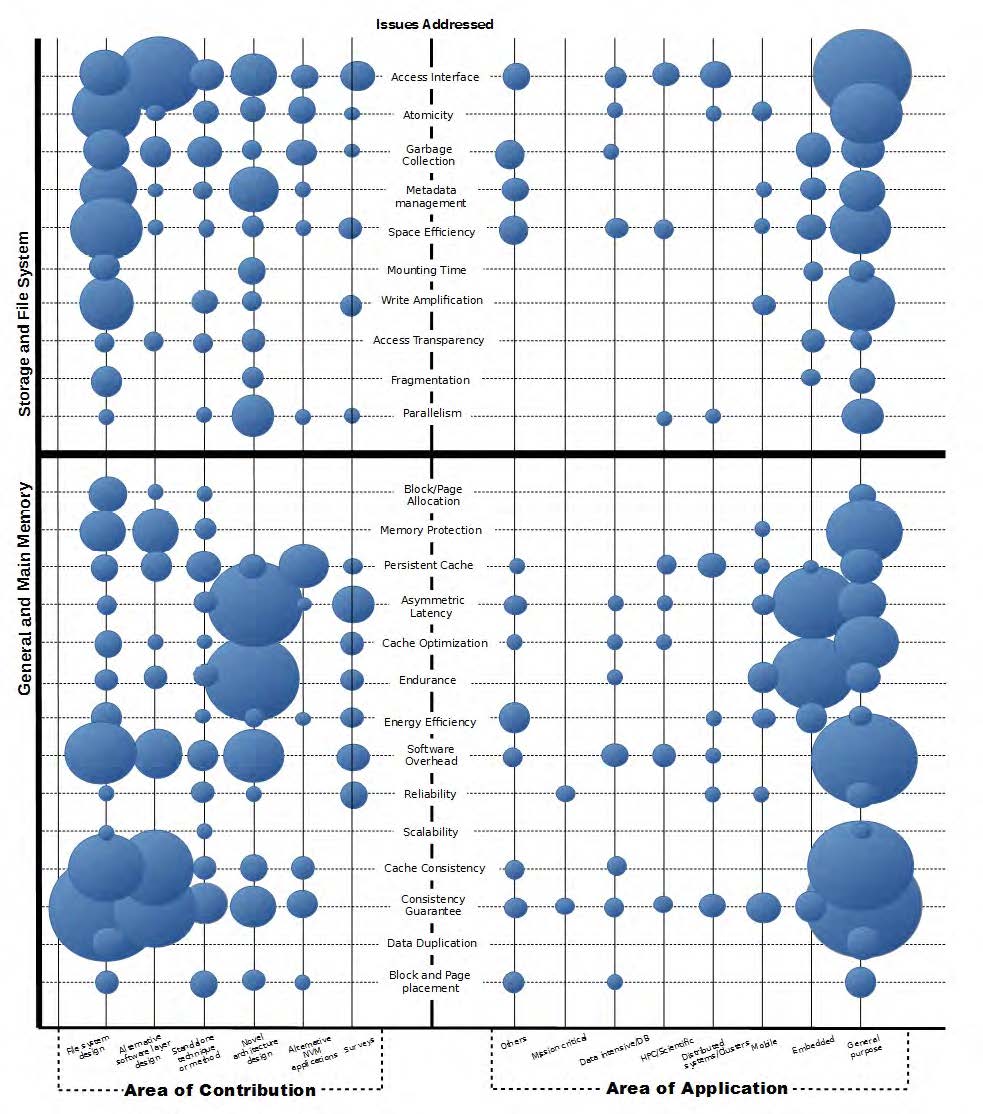 Issues Addressed
Storage and File System
Access Interface
Atomicity
Garbage
Collection
Metadata
management
Space Efficiency
Mounting Time
Write Amplification
Access Transparency
Fragmentation
Parallelism
General and Main Memory
Block/Page
Allocation
Memory Protection
Persistent Cache
Asymmetric
Latency
Cache Optimization
Endurance
Energy Efficiency
Software
Overhead
Reliability
Scalability
Cache Consistency
Consistency
Guarantee
Data Duplication
Block and Page
placement
File system
design
Alternative
software layer
design
Standalone
technique
or method
Novel
architecture
design
Alternative
NVM
applications
Surveys
Others
Mission critical
Data Intensive/DB
HPC/Scientific
Distributed
systems/Clusters
Mobile
Embedded
General
purpose
Area of Contribution
Area of Application